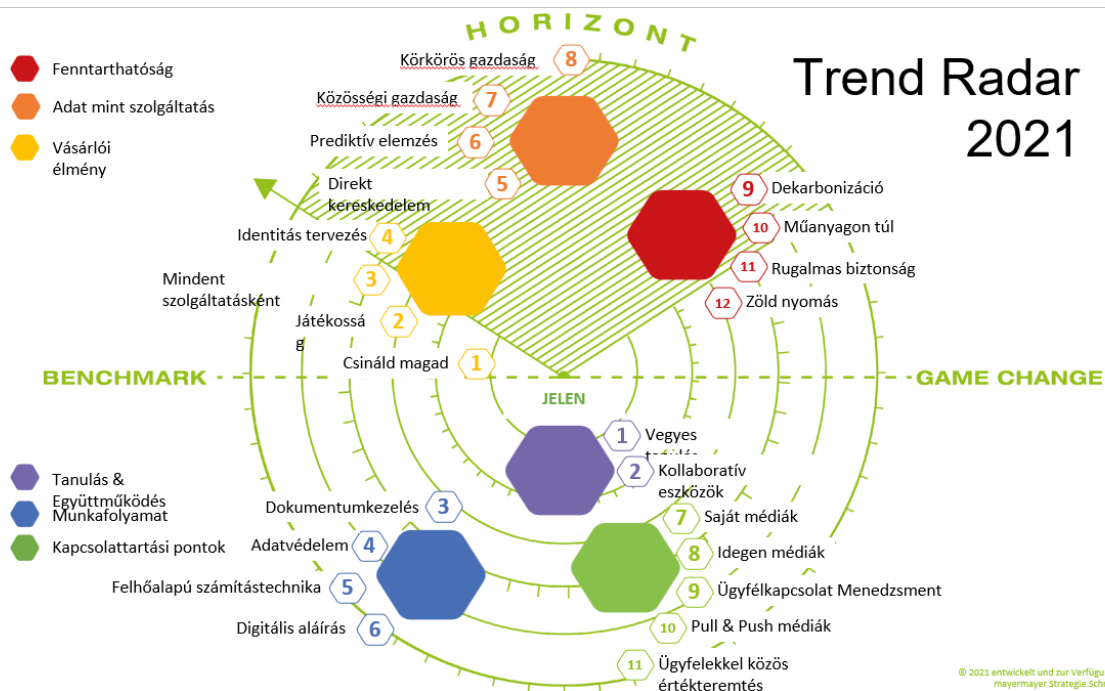 HORIZONT
Trend Radar
2021
Fenntarthatóság
Adat mint szolgáltatás
Vásárlói
élmény
Körkörös gazdaság 8
Közösségi gazdaság 7
Prediktív elemzés 6
Direkt
kereskedelem
5
Identitás tervezés 4
Mindent
szolgáltatásként
3
Játékossá
g
2
Csináld magad 1
9 Dekarbonizáció
10 Műanyagon túl
11 Rugalmas biztonság
12 Zöld nyomás
BENCHMARK
GAME CHANGE
JELEN
Tanulás &
Együttműködés
Munkafolyamat
Kapcsolattartási pontok
1 Vegyes
tanulás
2 Kollaboratív
eszközök
Dokumentumkezelés 3
Adatvédelem 4
Felhőalapú számítástechnika 5
Digitális aláírás 6
7 Saját médiák
8 Idegen médiák
9 Ügyfélkapcsolat Menedzsment
10 Pull & Push médiák
11 Ügyfelekkel közös
értékteremtés
© 2021 entwickelt und zur Verfügu
mayermayer Strategie.Sch